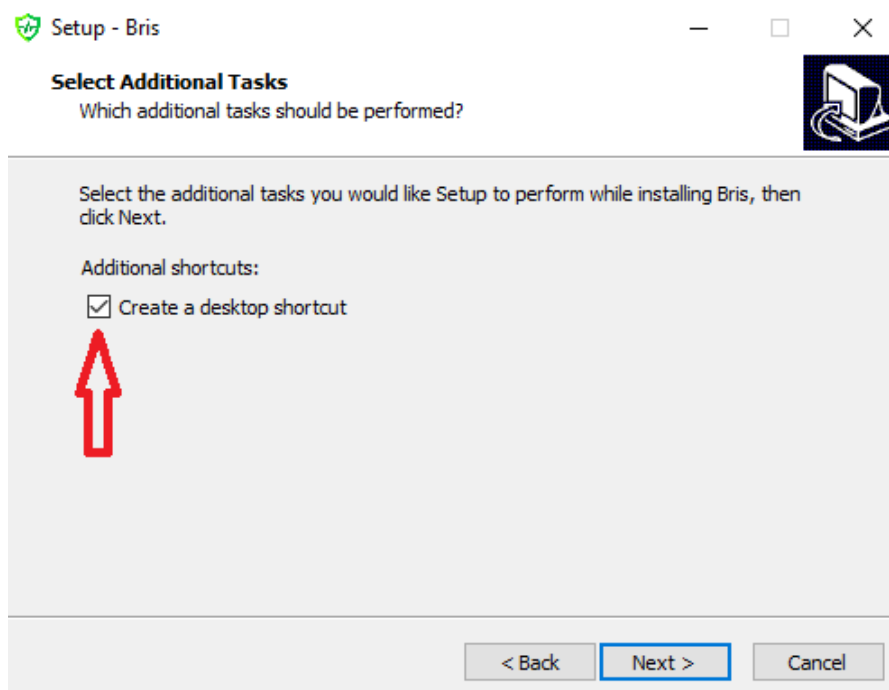 Setup - Bris
Select Additional Tasks
Which additional tasks should be performed?
Select the additional tasks you would like Setup to perform while installing Bris, then
click Next.
Additional shortcuts:
Create a desktop shortcut
< Back
Next >
Cancel